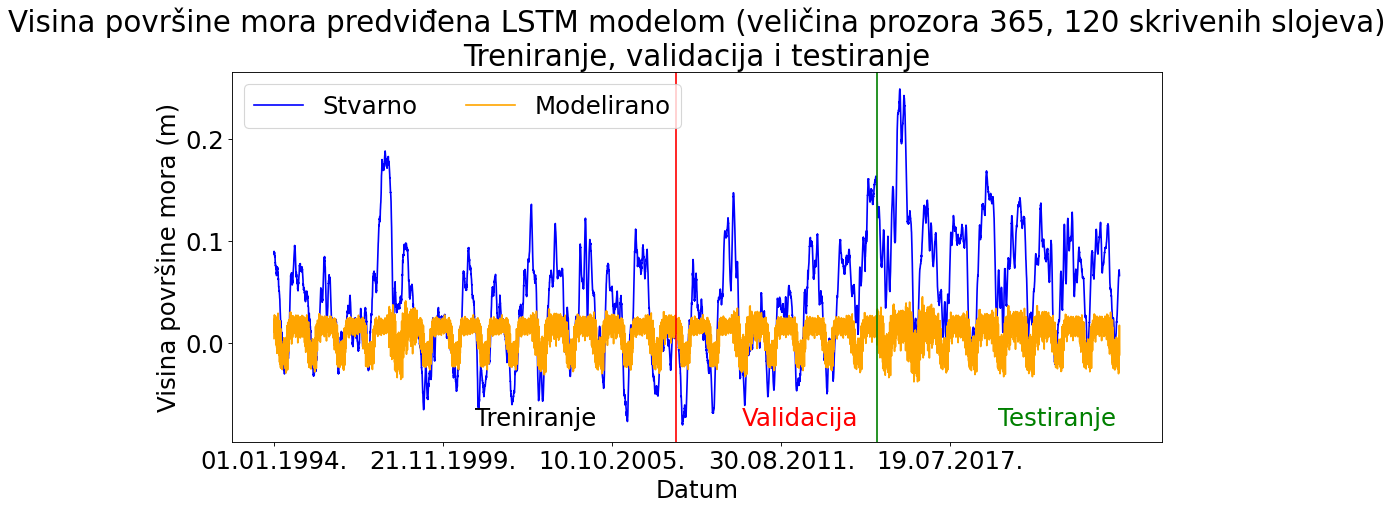 Visina površine mora predviđena LSTM modelom (veličina prozora 365, 120 skrivenih slojeva)
Treniranje, validacija i testiranje
Stvarno
Modelirano
Visina površine mora (m)
0.2
0.1
0.0
Treniranje
Validacija
Testiranje
01.01.1994.
21.11.1999.
10.10.2005.
30.08.2011.
19.07.2017.
Datum